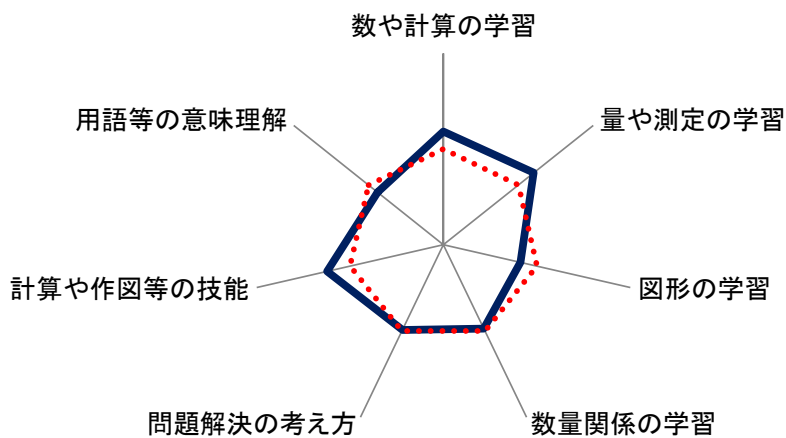 数や計算の学習
用語等の意味理解
量や測定の学習
計算や作図等の技能
図形の学習
問題解決の考え方
数量関係の学習